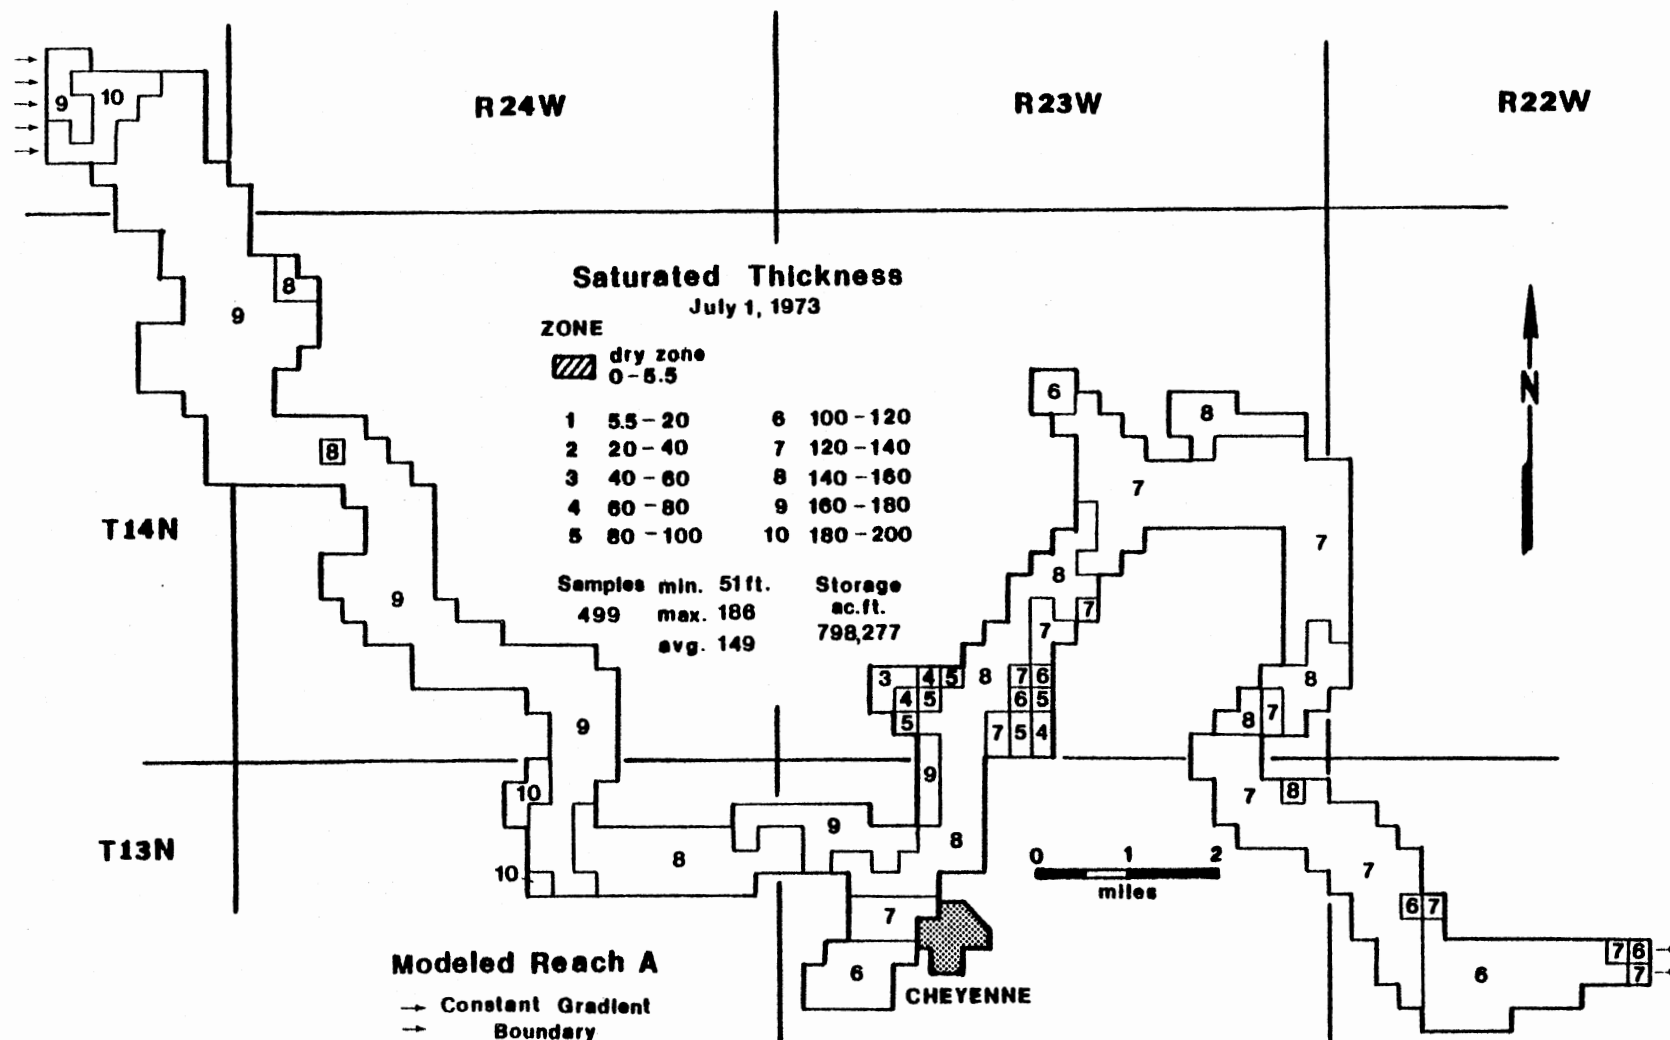 R24W
R23W
R22W
9
10
Saturated Thickness
July 1, 1973
ZONE
dry zone
0-5.5
1 5.5-20
2 20-40
3 40-60
4 60-80
5 80-100
6 100-120
7 120-140
8 140-160
9 160-180
10 180-200
Samples
499
min. 51ft.
max. 186
avg. 149
Storage
ac.ft.
798,277
N
8
9
8
6
8
7
7
T14N
9
8
7
7
3
4
5
8
7
6
8
4
5
6
5
8
7
5
7
5
4
9
9
10
7
8
T13N
9
8
8
0 1 2
miles
7
10
7
6
7
CHEYENNE
6
7
6
6
7
Modeled Reach A
→ Constant Gradient
→ Boundary